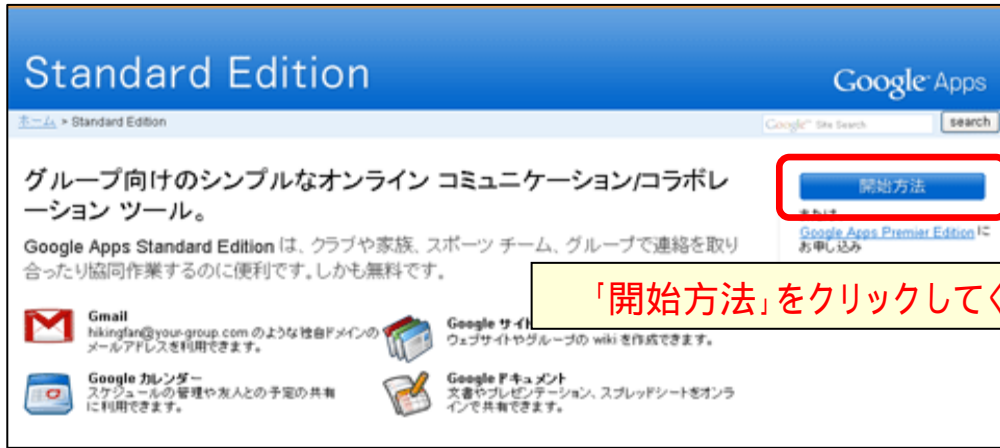 Standard Edition
Google Apps
ホーム > Standard Edition
Google™ Site Search
search
グループ向けのシンプルなオンライン コミュニケーション/コラボレ
ーション ツール。
開始方法
または
Google Apps Premier Edition に
お申し込み
Google Apps Standard Edition は、クラブや家族、スポーツ チーム、グループで連絡を取り
合ったり協同作業するのに便利です。しかも無料です。
「開始方法」をクリックしてく
Gmail
hikingfan@your-group.com のような独自ドメインの
メールアドレスを利用できます。
Google サイト
ウェブサイトやグループの wiki を作成できます。
Google カレンダー
スケジュールの管理や友人との予定の共有
に利用できます。
Google ドキュメント
文書やプレゼンテーション、スプレッドシートをオンラ
インで共有できます。